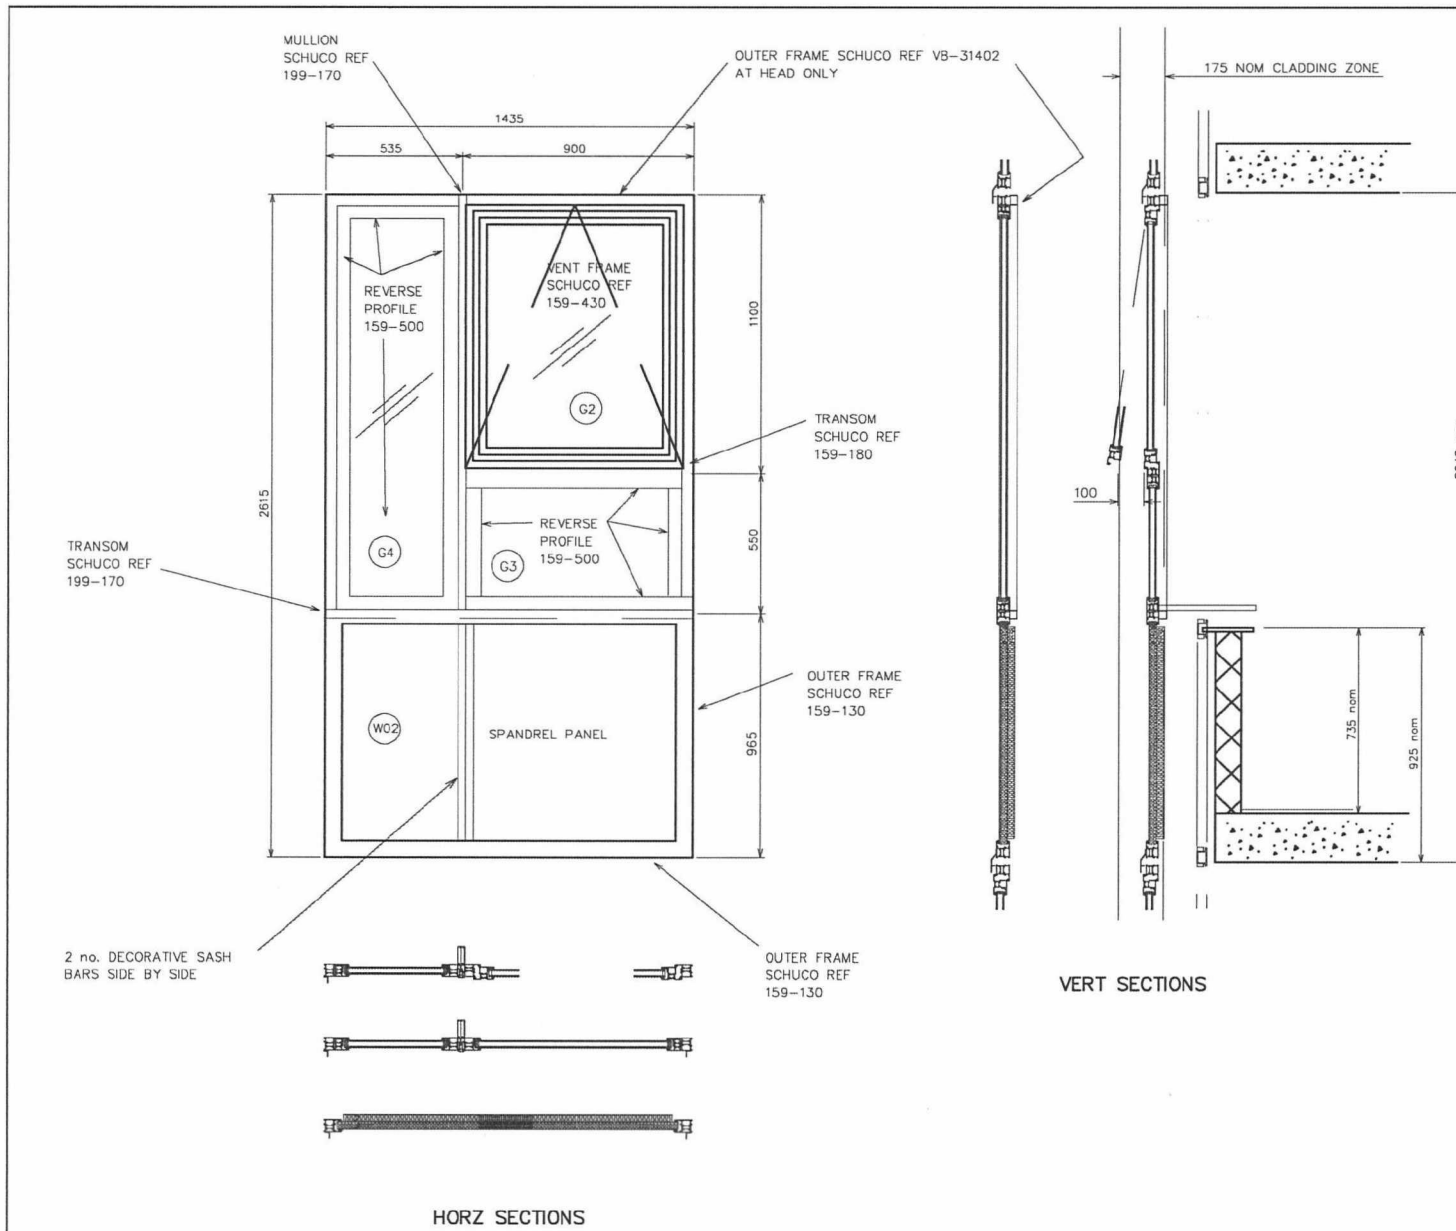 MULLION
SCHUCO REF
199-170
OUTER FRAME SCHUCO REF VB-31402
AT HEAD ONLY
175 NOM CLADDING ZONE
1435
535
900
REVERSE
PROFILE
159-500
VENT FRAME
SCHUCO REF
159-430
1100
G2
TRANSOM
SCHUCO REF
159-180
2615
100
REVERSE
PROFILE
159-500
550
G4
G3
TRANSOM
SCHUCO REF
199-170
OUTER FRAME
SCHUCO REF
159-130
W02
SPANDREL PANEL
965
735 nom
925 nom
2 no. DECORATIVE SASH
BARS SIDE BY SIDE
OUTER FRAME
SCHUCO REF
159-130
VERT SECTIONS
HORZ SECTIONS